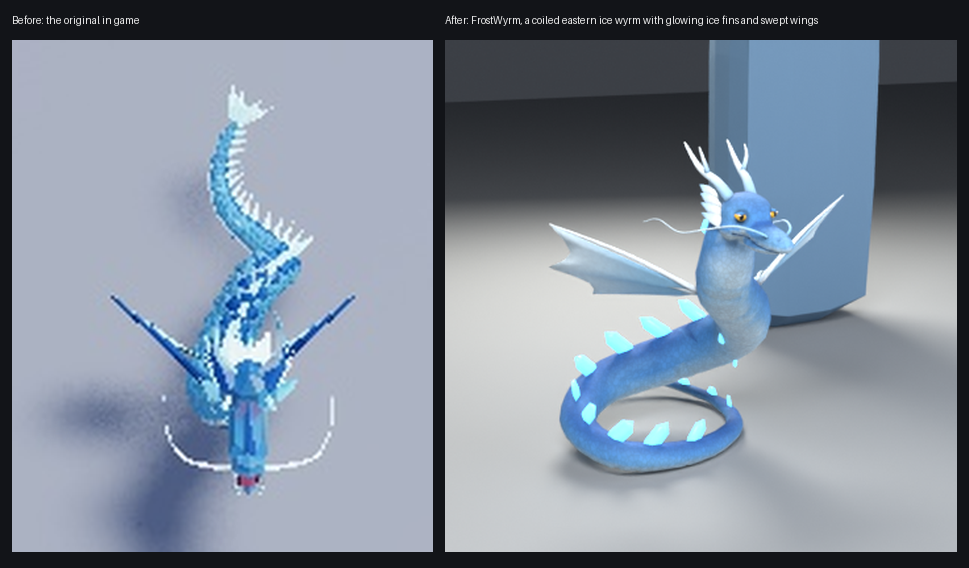 Before: the original in game
After: FrostWyrm, a coiled eastern ice wyrm with glowing ice fins and swept wings